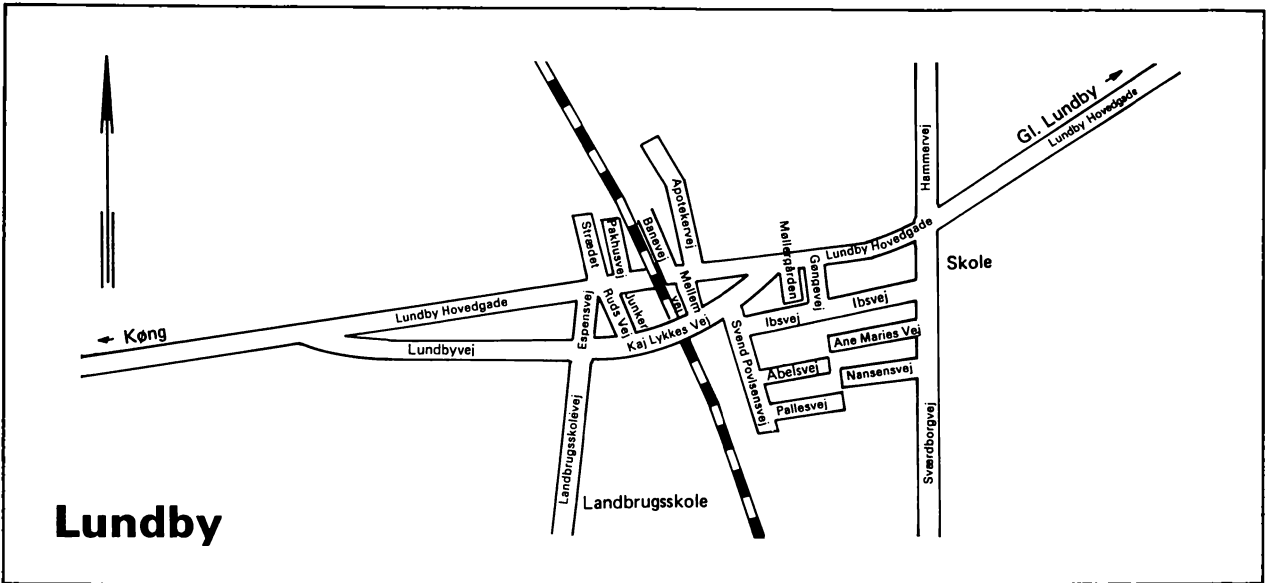 Gl. Lundby
Lundby Hovedgade
Hammervej
Apotekervej
Banevej
Strædet
Pakhusvej
Møllergården
Gøngevej
Lundby Hovedgade
Skole
Mellem
vej
Ruds Vej
Junker
Lundby Hovedgade
Espensvej
Køng
Lundbyvej
Kaj Lykkes Vej
Ibsvej
Ibsvej
Svend Povlsensvej
Ane Maries Vej
Abelsvej
Nansensvej
Pallesvej
Landbrugsskolevej
Sværdborgvej
Landbrugsskole
Lundby